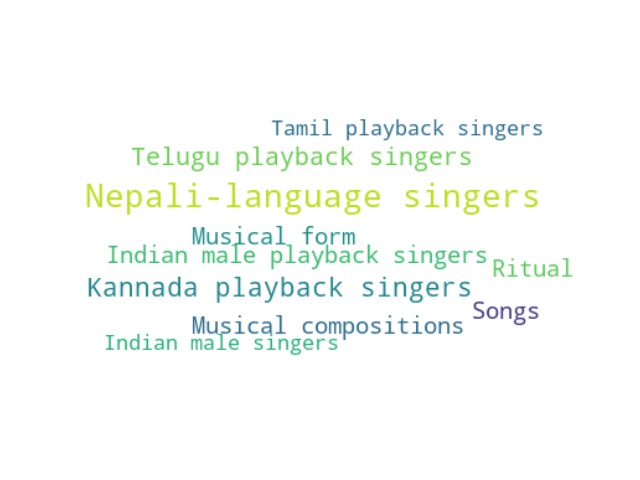 Tamil playback singers
Telugu playback singers
Nepali-language singers
Musical form
Indian male playback singers
Ritual
Kannada playback singers
Songs
Musical compositions
Indian male singers